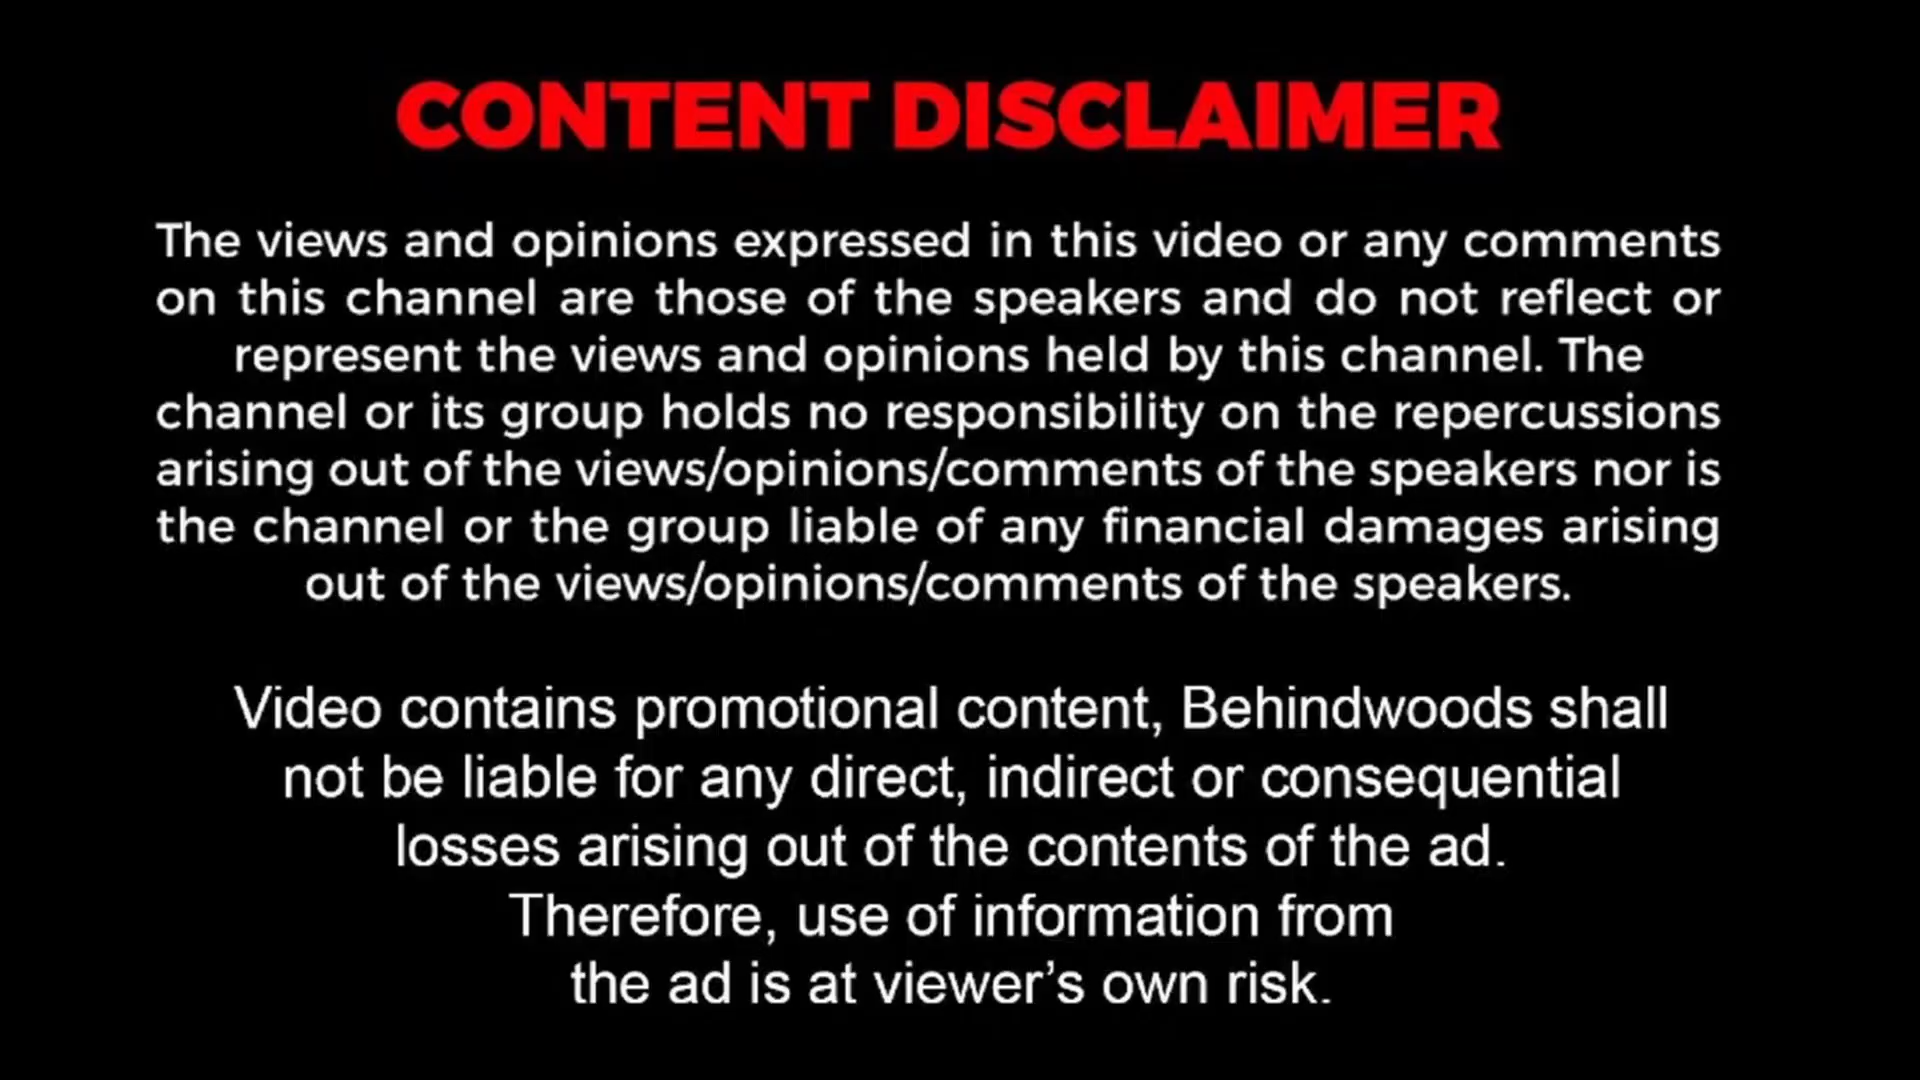 CONTENT DISCLAIMER
The views and opinions expressed in this video or any comments
on this channel are those of the speakers and do not reflect or
represent the views and opinions held by this channel. The
channel or its group holds no responsibility on the repercussions
arising out of the views/opinions/comments of the speakers nor is
the channel or the group liable of any financial damages arising
out of the views/opinions/comments of the speakers.
Video contains promotional content, Behindwoods shall
not be liable for any direct, indirect or consequential
losses arising out of the contents of the ad.
Therefore, use of information from
the ad is at viewer’s own risk.